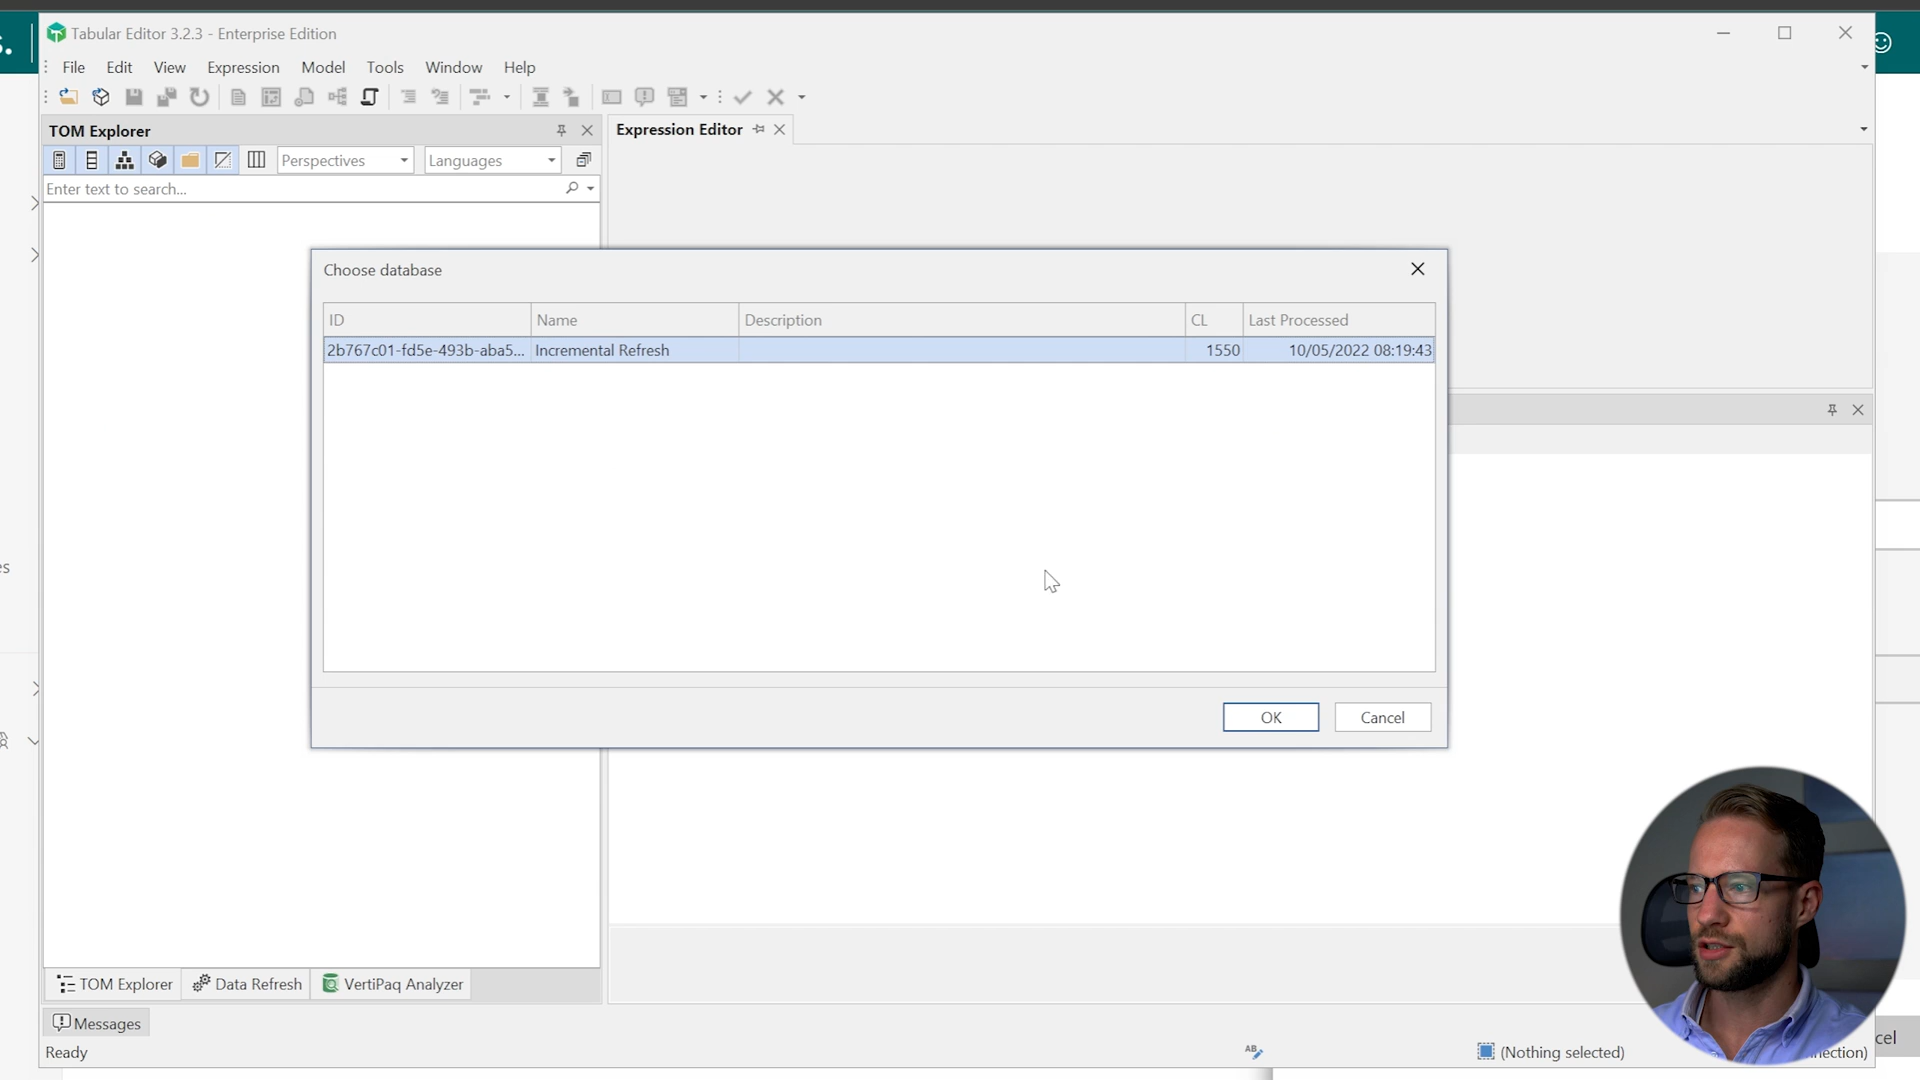 Tabular Editor 3.2.3 - Enterprise Edition
File Edit View Expression Model Tools Window Help
TOM Explorer
Expression Editor
Perspectives
Languages
Enter text to search...
Choose database
ID Name Description CL Last Processed
2b767c01-fd5e-493b-aba5... Incremental Refresh 1550 10/05/2022 08:19:43
OK Cancel
TOM Explorer Data Refresh VertiPaq Analyzer
Messages
Ready
(Nothing selected)